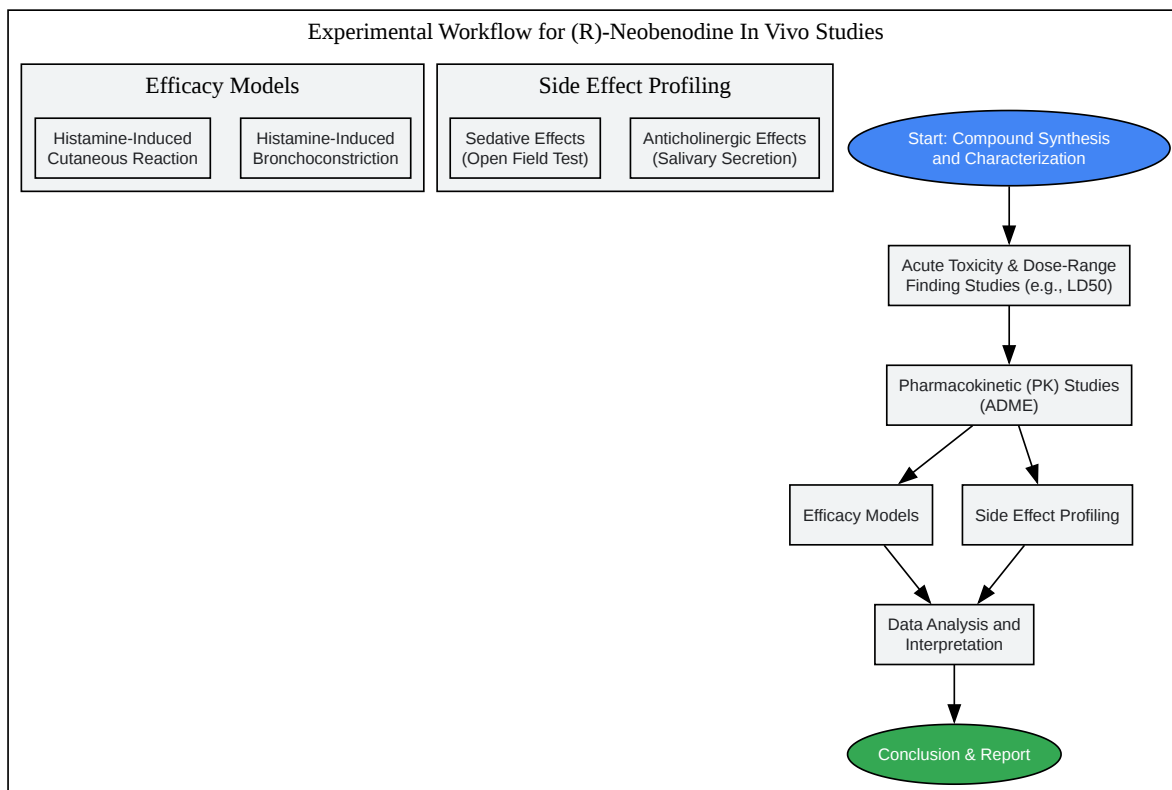 Experimental Workflow for (R)-Neobenodine In Vivo Studies
Efficacy Models
Histamine-Induced
Cutaneous Reaction
Histamine-Induced
Bronchoconstriction
Side Effect Profiling
Sedative Effects
(Open Field Test)
Anticholinergic Effects
(Salivary Secretion)
Start: Compound Synthesis
and Characterization
Acute Toxicity & Dose-Range
Finding Studies (e.g., LD50)
Pharmacokinetic (PK) Studies
(ADME)
Efficacy Models
Side Effect Profiling
Data Analysis and
Interpretation
Conclusion & Report